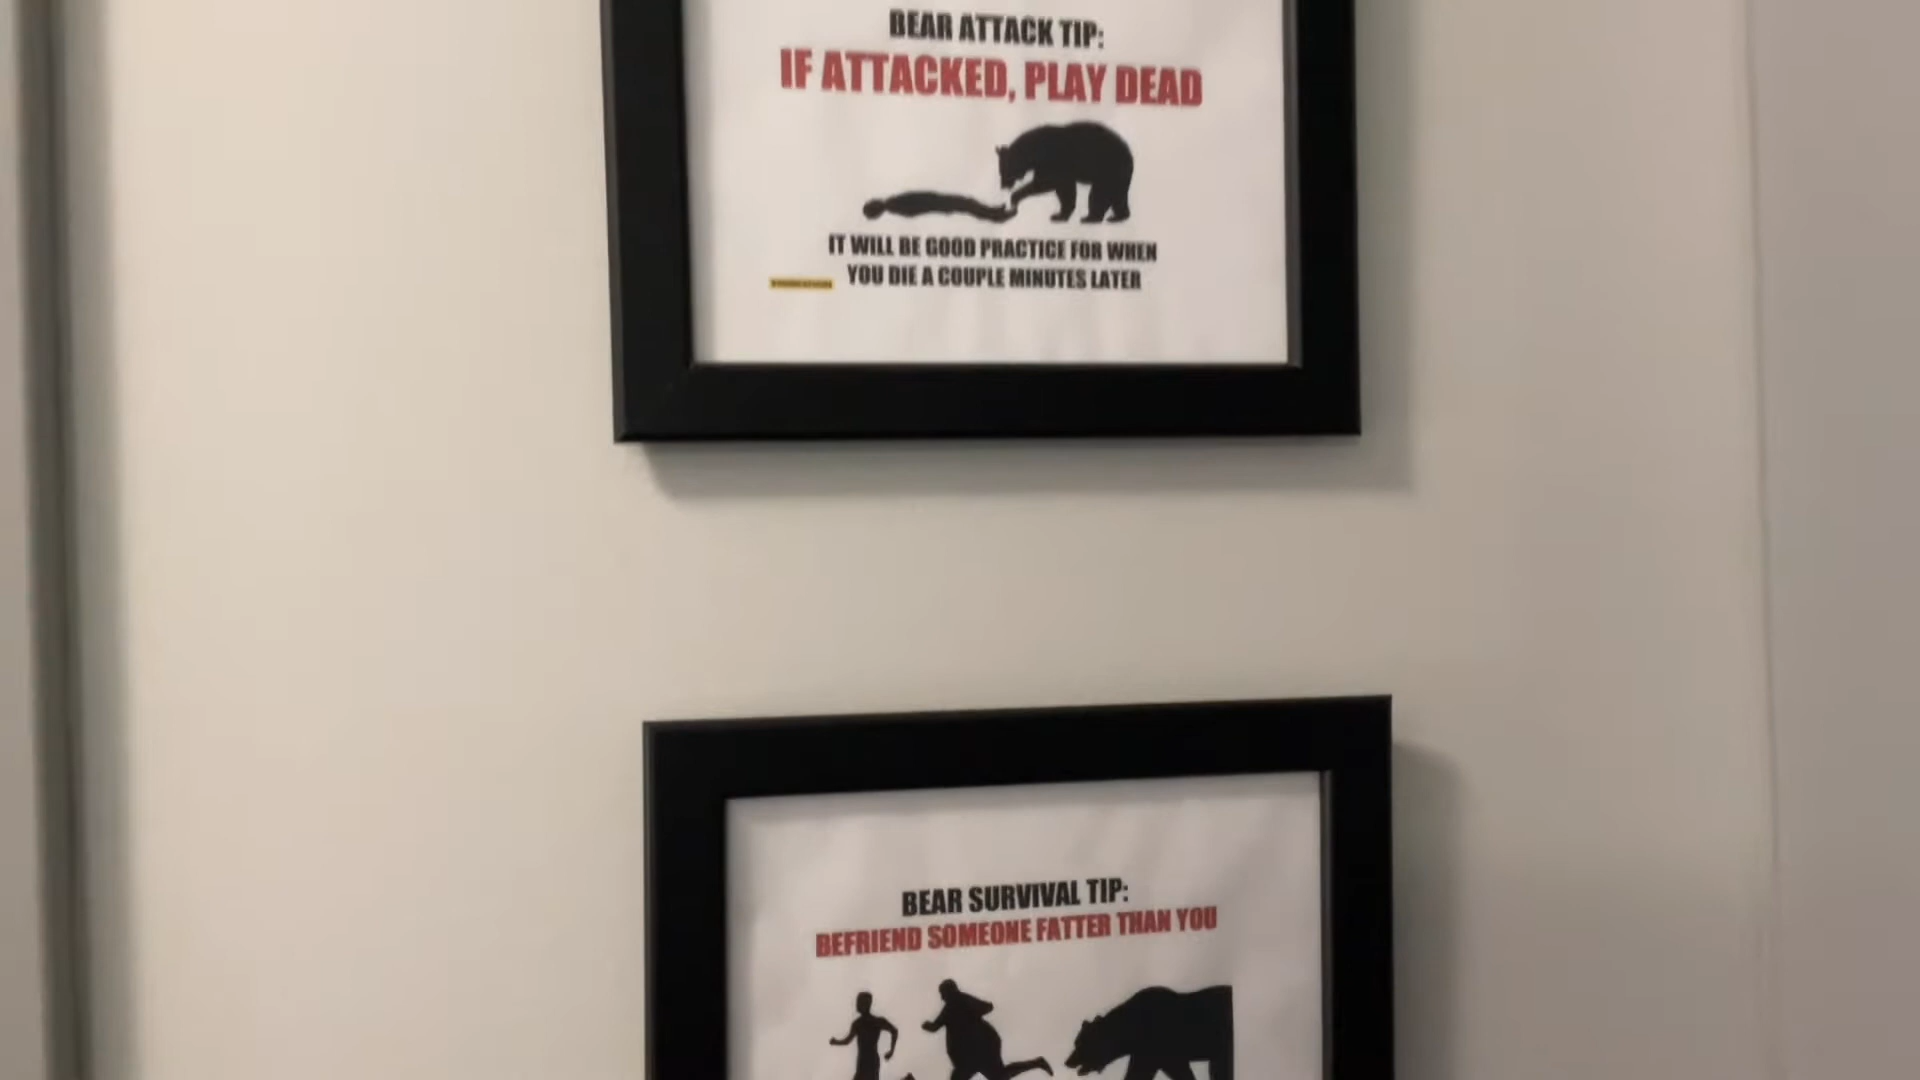 BEAR ATTACK TIP:
IF ATTACKED, PLAY DEAD
IT WILL BE GOOD PRACTICE FOR WHEN
YOU DIE A COUPLE MINUTES LATER
BEAR SURVIVAL TIP:
BEFRIEND SOMEONE FATTER THAN YOU